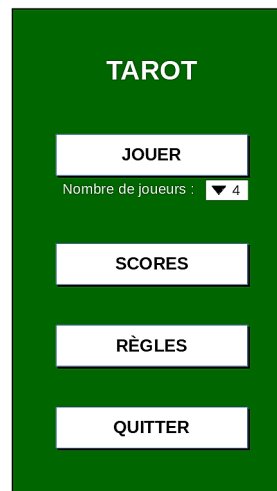 TAROT
JOUER
Nombre de joueurs : 4
SCORES
RÈGLES
QUITTER